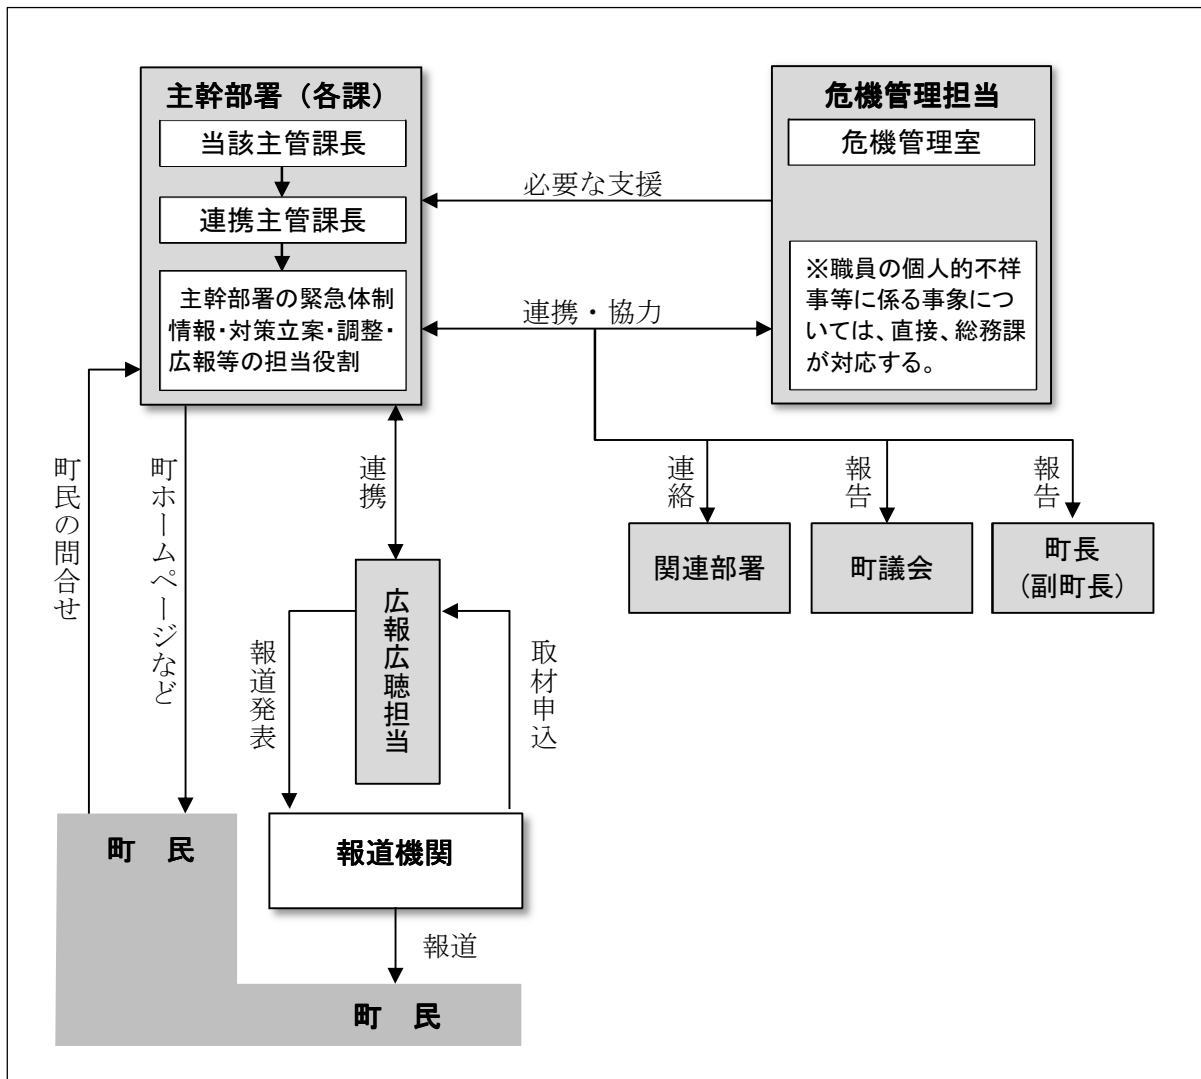 主幹部署（各課）
当該主管課長
連携主管課長
主幹部署の緊急体制
情報・対策立案・調整・
広報等の担当役割
必要な支援
連携・協力
危機管理担当
危機管理室
※職員の個人的不祥
事等に係る事象につ
いては、直接、総務課
が対応する。
町民の問合せ
町ホームページなど
連携
連絡
報告
報告
関連部署
町議会
町長
（副町長）
広報広聴担当
報道発表
取材申込
町　民
報道機関
報道
町　民